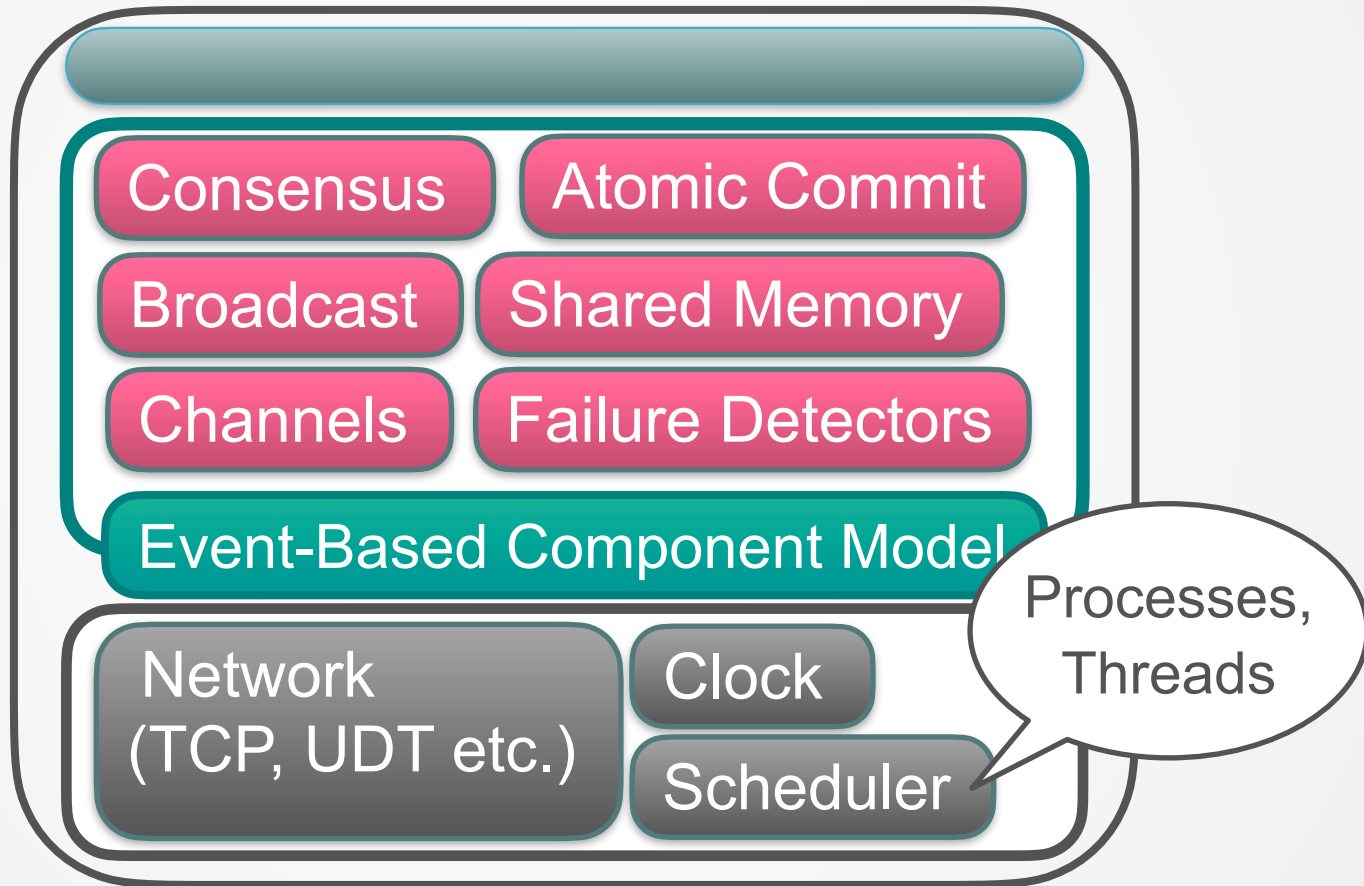 Consensus
Atomic Commit
Broadcast
Shared Memory
Channels
Failure Detectors
Event-Based Component Model
Network
(TCP, UDT etc.)
Clock
Scheduler
Processes,
Threads